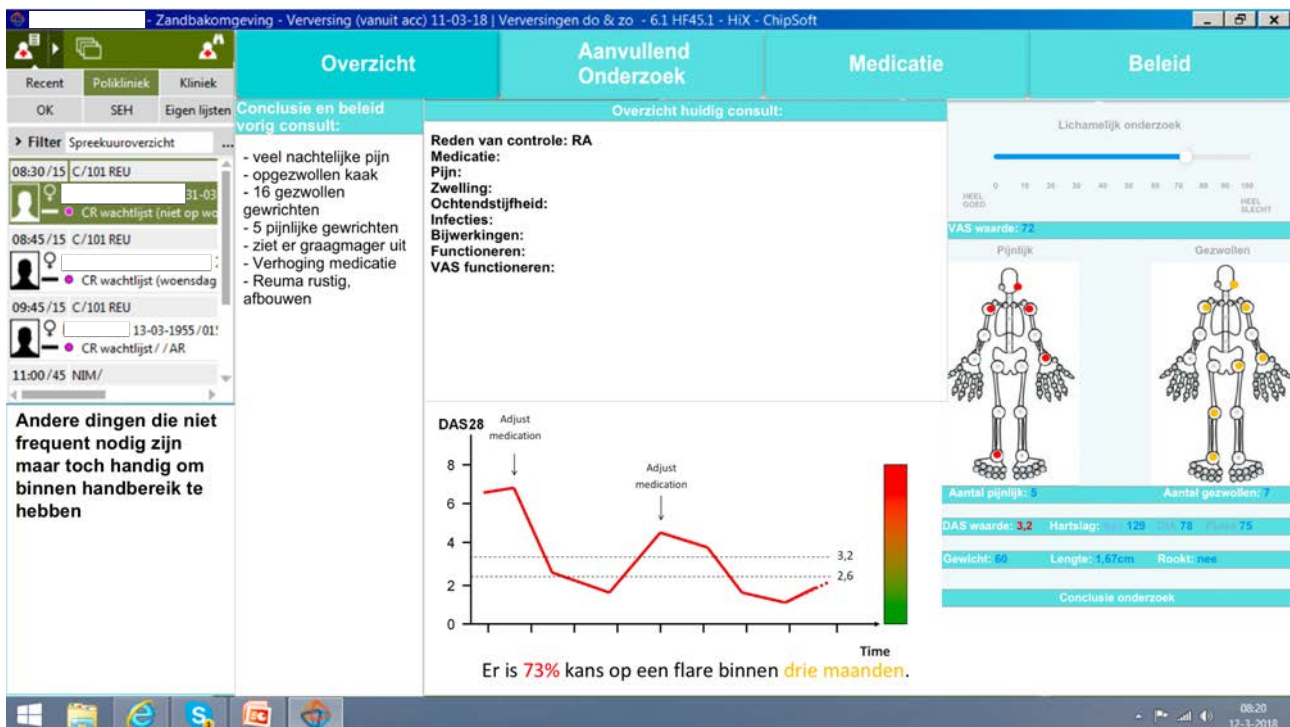 - Zandbakomgeving - Verversing (vanuit acc) 11-03-18 | Verversingen do & zo - 6.1 HF45.1 - HiX - ChipSoft
Recent Polikliniek Kliniek
OK SEH Eigen lijsten
> Filter Spreekuuroverzicht ...
08:30/15 C/101 REU
31-03
CR wachtlijst (niet op wo
08:45/15 C/101 REU
CR wachtlijst (woensdag
09:45/15 C/101 REU
13-03-1955/01
CR wachtlijst / /AR
11:00/45 NIM/
Andere dingen die niet
frequent nodig zijn
maar toch handig om
binnen handbereik te
hebben
Overzicht
Aanvullend
Onderzoek
Medicatie
Beleid
Conclusie en beleid
vorig consult:
- veel nachtelijke pijn
- opgezwollen kaak
- 16 gezwollen
gewrichten
- 5 pijnlijke gewrichten
- ziet er graagmager uit
- Verhoging medicatie
- Reuma rustig,
afbouwen
Overzicht huidig consult:
Reden van controle: RA
Medicatie:
Pijn:
Zwelling:
Ochtendstijfheid:
Infecties:
Bijwerkingen:
Functioneren:
VAS functioneren:
DAS28
Adjust
medication
Adjust
medication
8
6
4
2
0
3,2
2,6
Time
Er is 73% kans op een flare binnen drie maanden.
Lichamelijk onderzoek
0 10 20 30 40 50 60 70 80 90 100
HEEL
GOED
HEEL
SLECHT
VAS waarde: 72
Pijnlijk Gezwollen
Aantal pijnlijk: 5 Aantal gezwollen: 7
DAS waarde: 3,2 Hartslag: 129 DIA 78 75
Gewicht: 60 Lengte: 1,67cm Rookt: nee
Conclusie onderzoek
08:20
12-3-2018